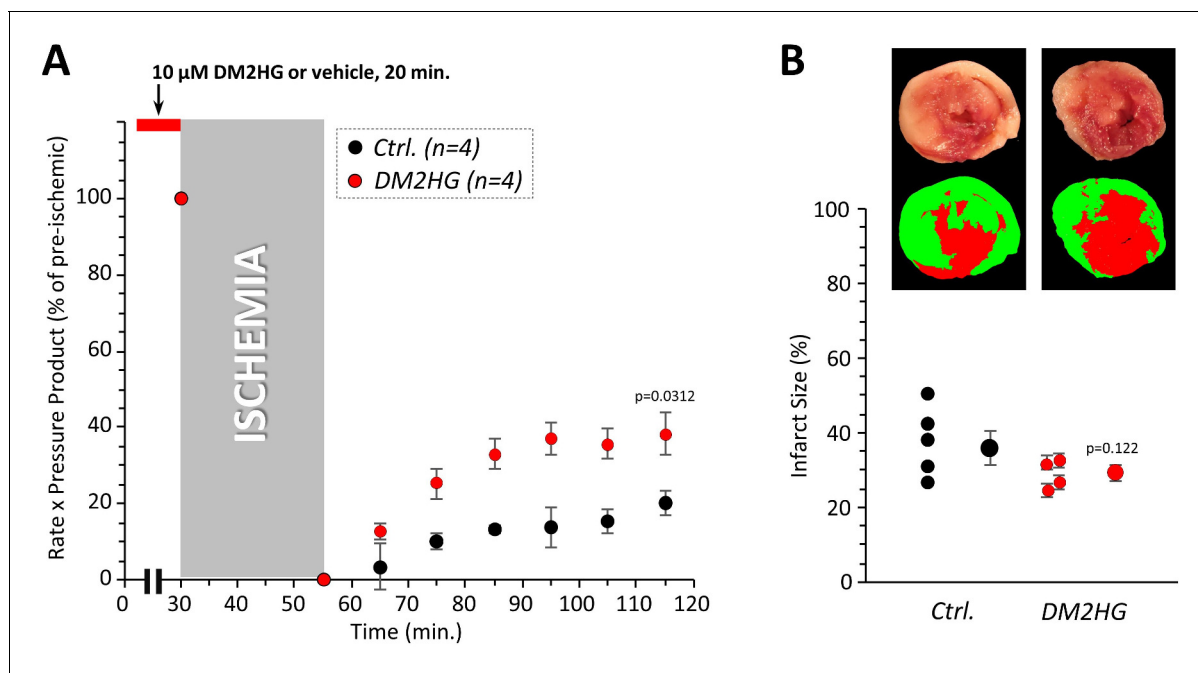 A
10 µM DM2HG or vehicle, 20 min.
Rate x Pressure Product (% of pre-ischemic)
100
80
60
40
20
0
ISCHEMIA
Ctrl. (n=4)
DM2HG (n=4)
p=0.0312
0 30 40 50 60 70 80 90 100 110 120
Time (min.)
B
Infarct Size (%)
100
80
60
40
20
0
p=0.122
Ctrl. DM2HG